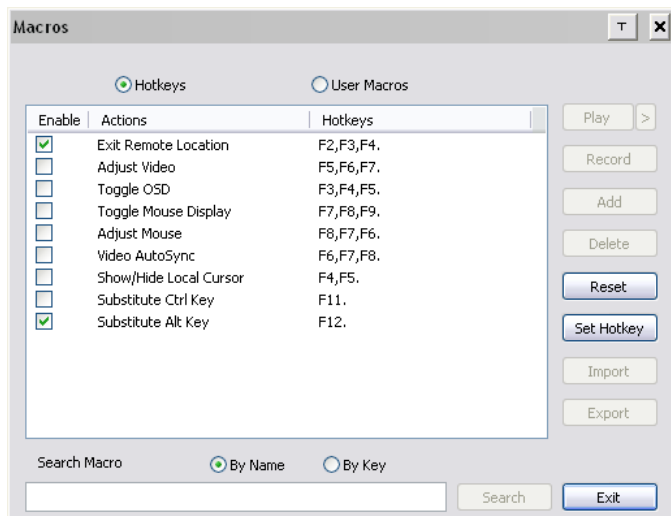 Macros
Hotkeys User Macros
Enable Actions Hotkeys
Exit Remote Location F2,F3,F4.
Adjust Video F5,F6,F7.
Toggle OSD F3,F4,F5.
Toggle Mouse Display F7,F8,F9.
Adjust Mouse F8,F7,F6.
Video AutoSync F6,F7,F8.
Show/Hide Local Cursor F4,F5.
Substitute Ctrl Key F11.
Substitute Alt Key F12.
Play >
Record
Add
Delete
Reset
Set Hotkey
Import
Export
Search Macro By Name By Key
Search Exit